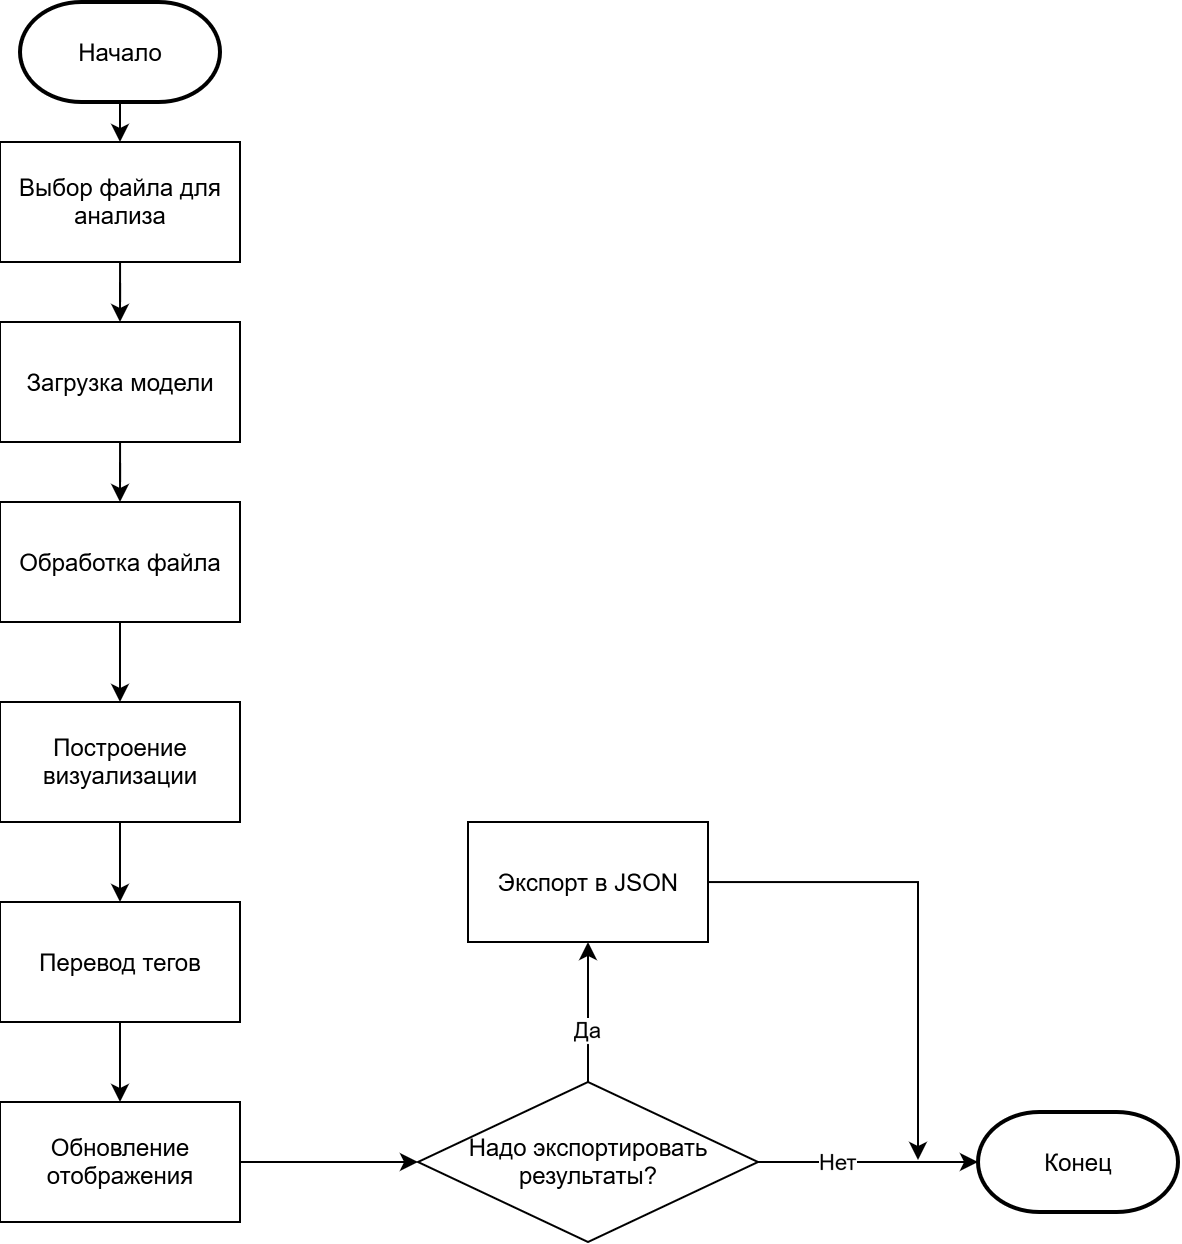 Начало
Выбор файла для
анализа
Загрузка модели
Обработка файла
Построение
визуализации
Перевод тегов
Обновление
отображения
Надо экспортировать
результаты?
Да
Экспорт в JSON
Нет
Конец